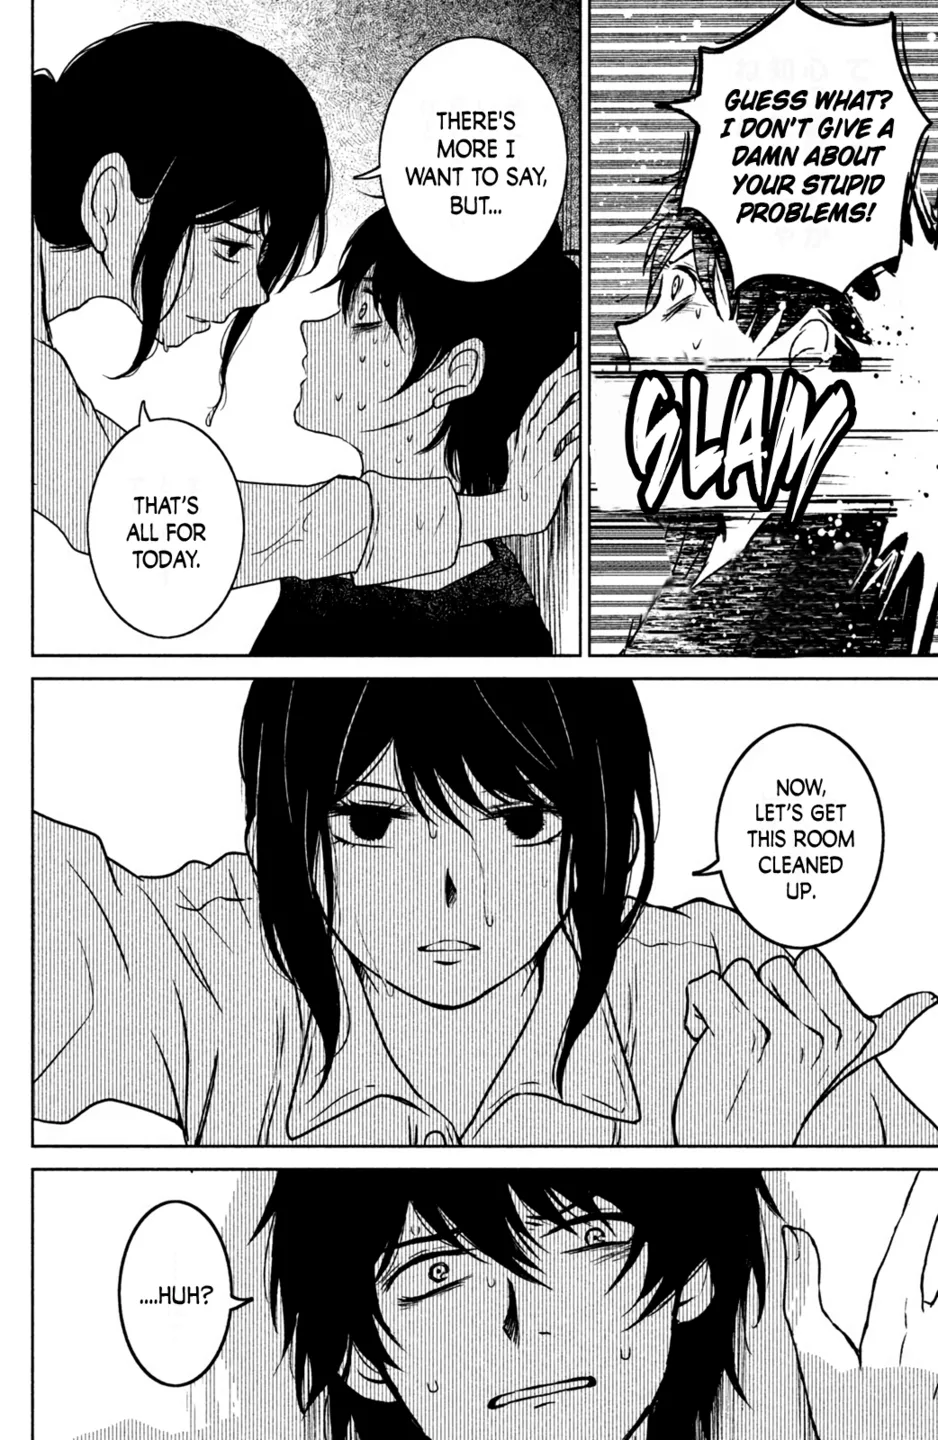 GUESS WHAT?
I DON'T GIVE A
DAMN ABOUT
YOUR STUPID
PROBLEMS!
SLAM
THERE'S
MORE I
WANT TO SAY,
BUT...
THAT'S
ALL FOR
TODAY.
NOW,
LET'S GET
THIS ROOM
CLEANED
UP.
....HUH?